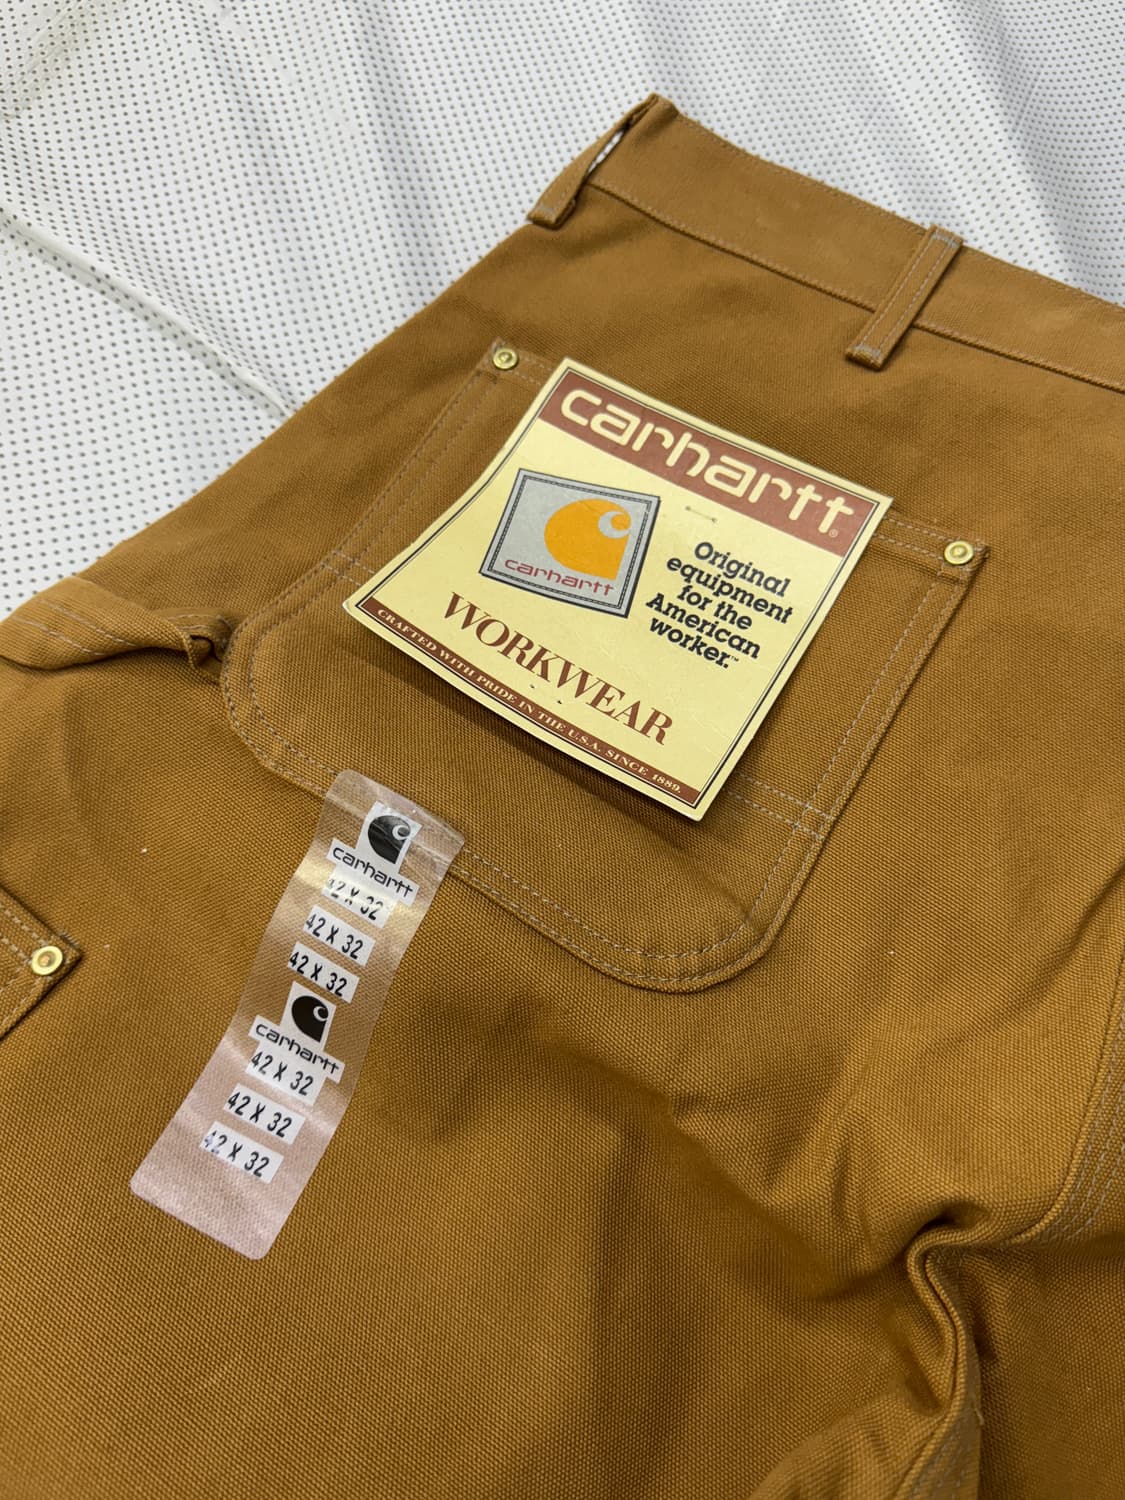 carhartt®
carhartt
Original
equipment
for the
American
worker.™
WORKWEAR
CRAFTED WITH PRIDE IN THE U.S.A. SINCE 1889.
carhartt
42 X 32
42 X 32
42 X 32
carhartt
42 X 32
42 X 32
42 X 32